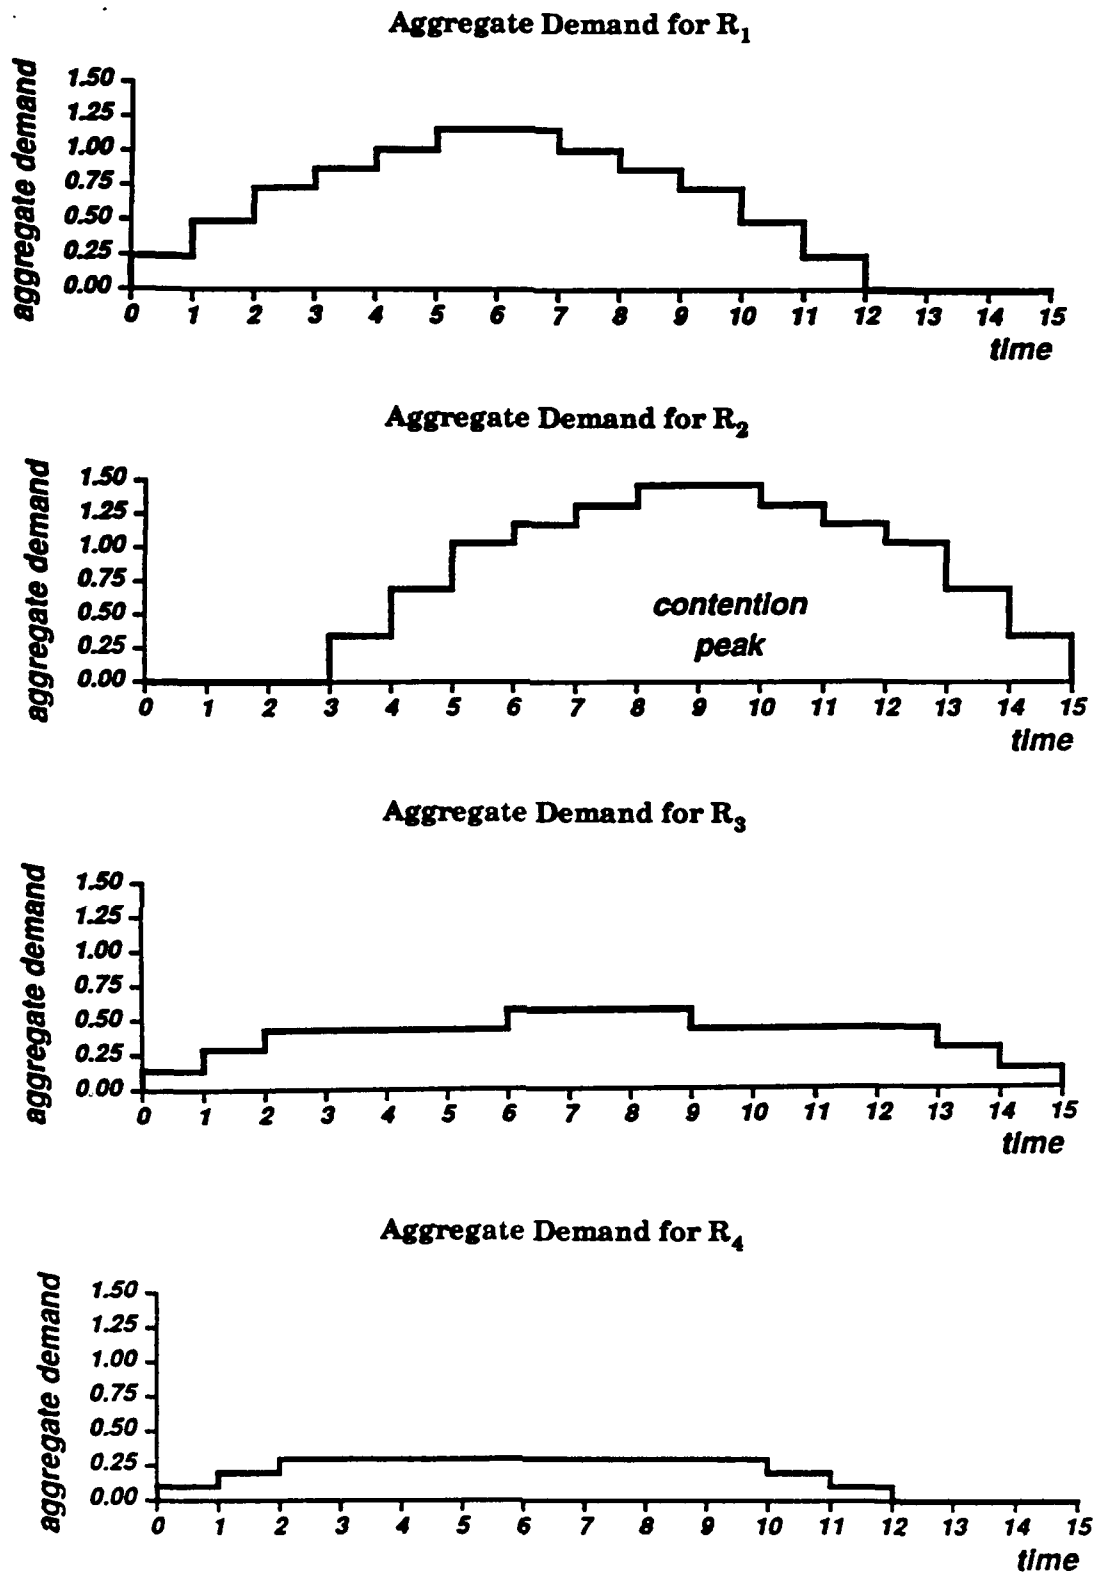 Aggregate Demand for R1
aggregate demand
1.50
1.25
1.00
0.75
0.50
0.25
0.00
0 1 2 3 4 5 6 7 8 9 10 11 12 13 14 15
time
Aggregate Demand for R2
aggregate demand
1.50
1.25
1.00
0.75
0.50
0.25
0.00
contention
peak
0 1 2 3 4 5 6 7 8 9 10 11 12 13 14 15
time
Aggregate Demand for R3
aggregate demand
1.50
1.25
1.00
0.75
0.50
0.25
0.00
0 1 2 3 4 5 6 7 8 9 10 11 12 13 14 15
time
Aggregate Demand for R4
aggregate demand
1.50
1.25
1.00
0.75
0.50
0.25
0.00
0 1 2 3 4 5 6 7 8 9 10 11 12 13 14 15
time